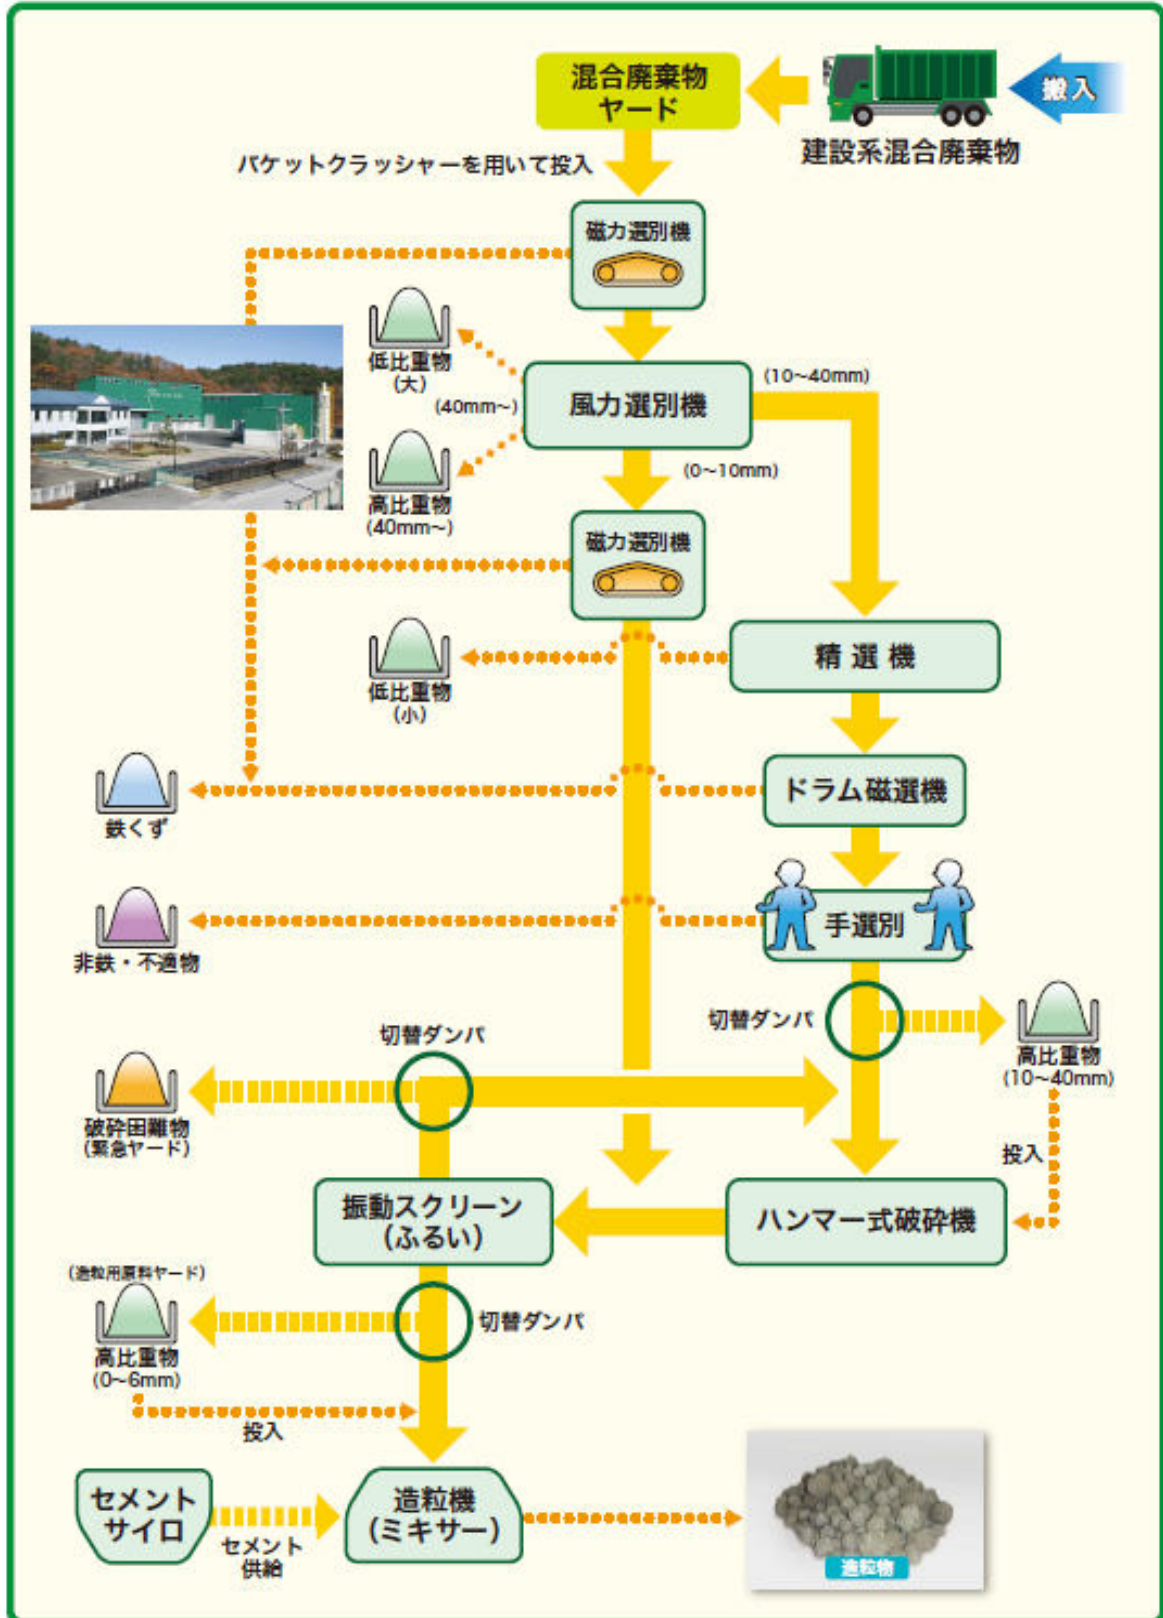 混合廃棄物
ヤード
搬入
建設系混合廃棄物
バケットクラッシャーを用いて投入
磁力選別機
低比重物
(大)
(40mm〜)
風力選別機
(10〜40mm)
高比重物
(40mm〜)
(0〜10mm)
磁力選別機
精選機
低比重物
(小)
ドラム磁選機
鉄くず
手選別
非鉄・不適物
切替ダンパ
切替ダンパ
高比重物
(10〜40mm)
破砕困難物
(緊急ヤード)
投入
振動スクリーン
(ふるい)
ハンマー式破砕機
(造粒用原料ヤード)
切替ダンパ
高比重物
(0〜6mm)
投入
セメント
サイロ
セメント
供給
造粒機
(ミキサー)
造粒物